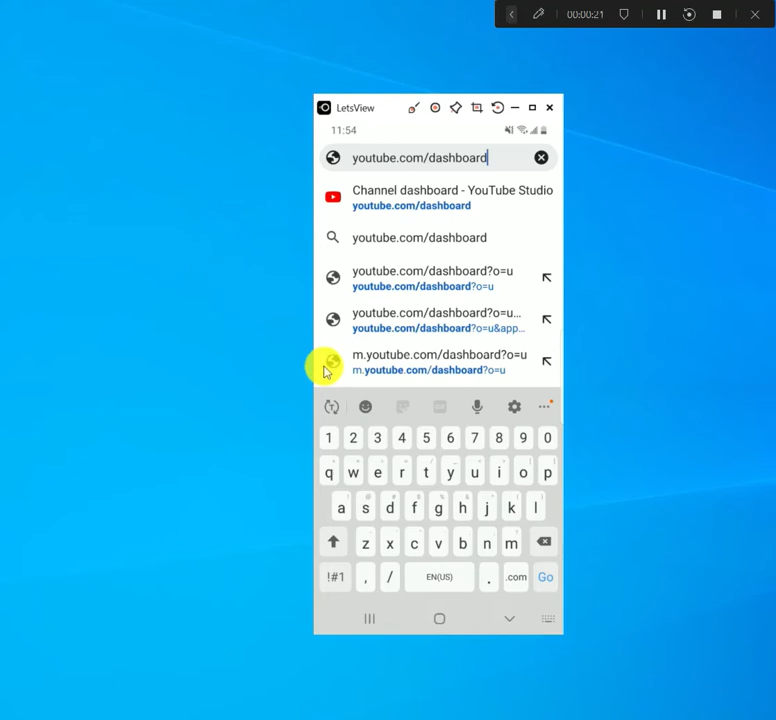 00:00:21
LetsView
11:54
youtube.com/dashboard
Channel dashboard - YouTube Studio
youtube.com/dashboard
youtube.com/dashboard
youtube.com/dashboard?o=u
youtube.com/dashboard?o=u
youtube.com/dashboard?o=u...
youtube.com/dashboard?o=u&app...
m.youtube.com/dashboard?o=u
m.youtube.com/dashboard?o=u
1 2 3 4 5 6 7 8 9 0
q w e r t y u i o p
a s d f g h j k l
z x c v b n m
!#1 , / EN(US) . .com Go